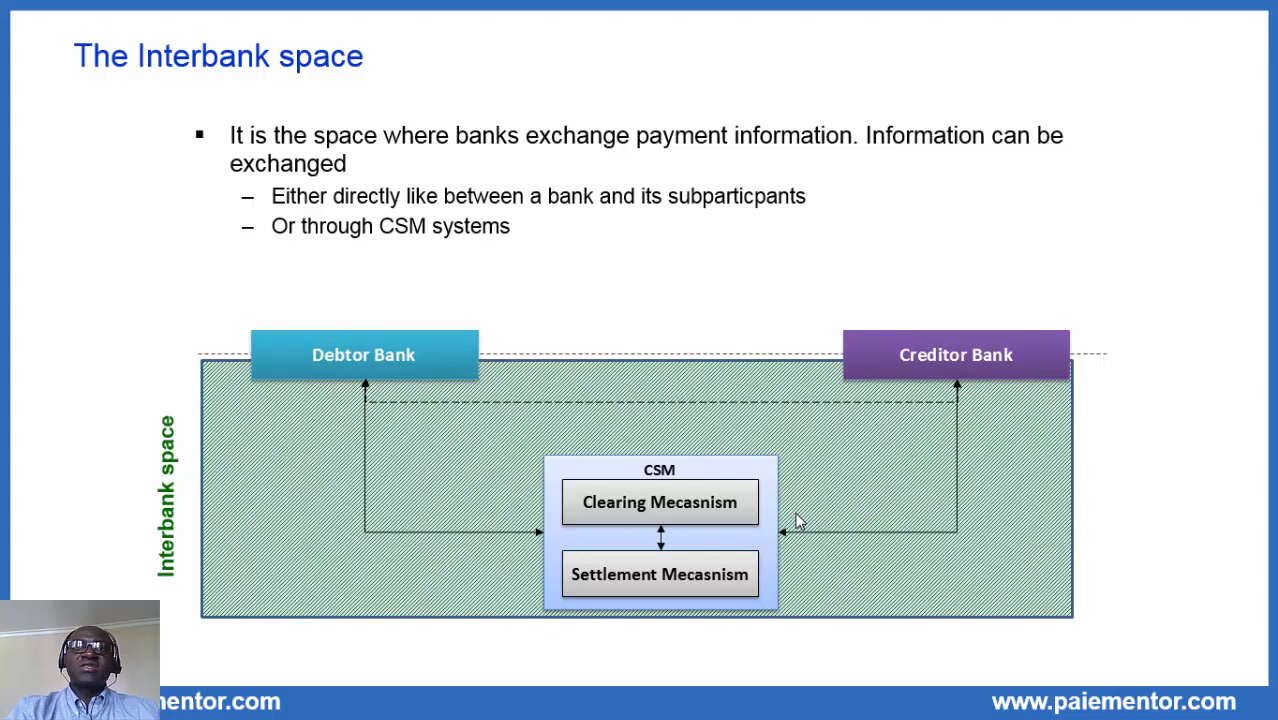 The Interbank space
▪ It is the space where banks exchange payment information. Information can be
exchanged
– Either directly like between a bank and its subparticpants
– Or through CSM systems
Debtor Bank
Creditor Bank
Interbank space
CSM
Clearing Mecasnism
Settlement Mecasnism
mentor.com
www.paiementor.com